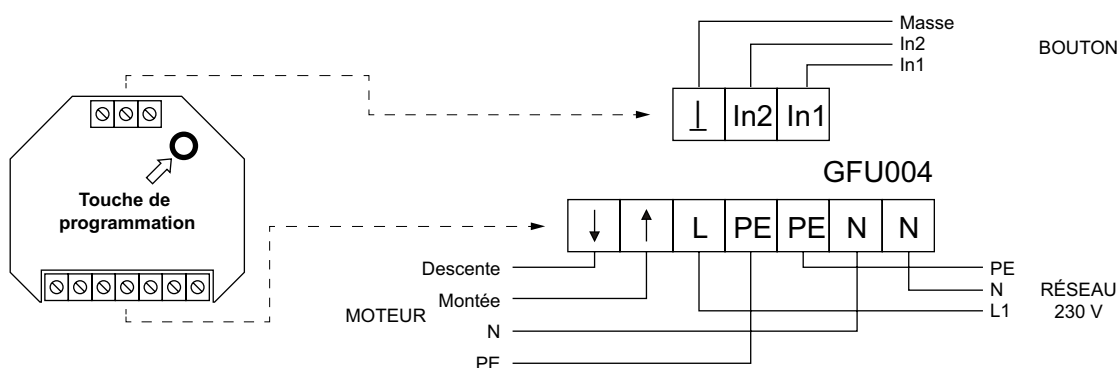 Masse
In2
In1
BOUTON
In2 In1
GFU004
Touche de
programmation
L PE PE N N
Descente
Montée
MOTEUR
N
PE
PE
N
L1
RÉSEAU
230 V